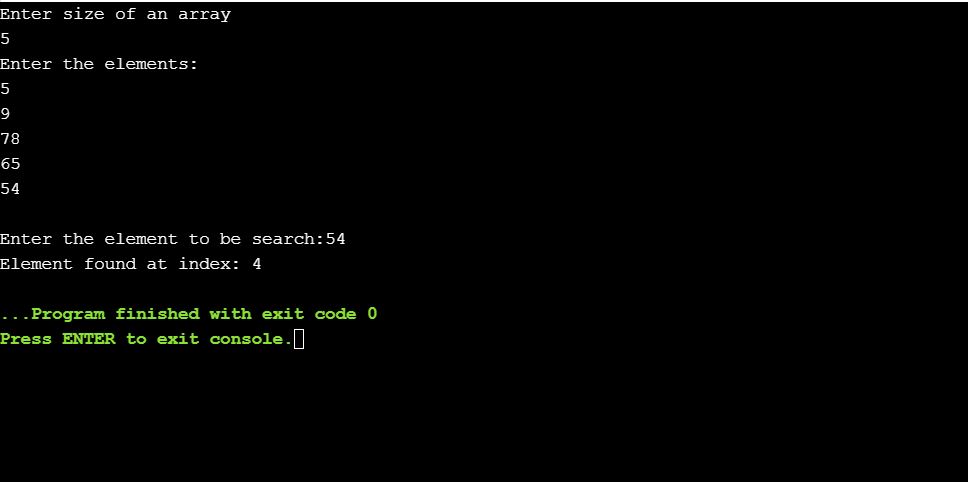 Enter size of an array
5
Enter the elements:
5
9
78
65
54
Enter the element to be search:54
Element found at index: 4
...Program finished with exit code 0
Press ENTER to exit console.